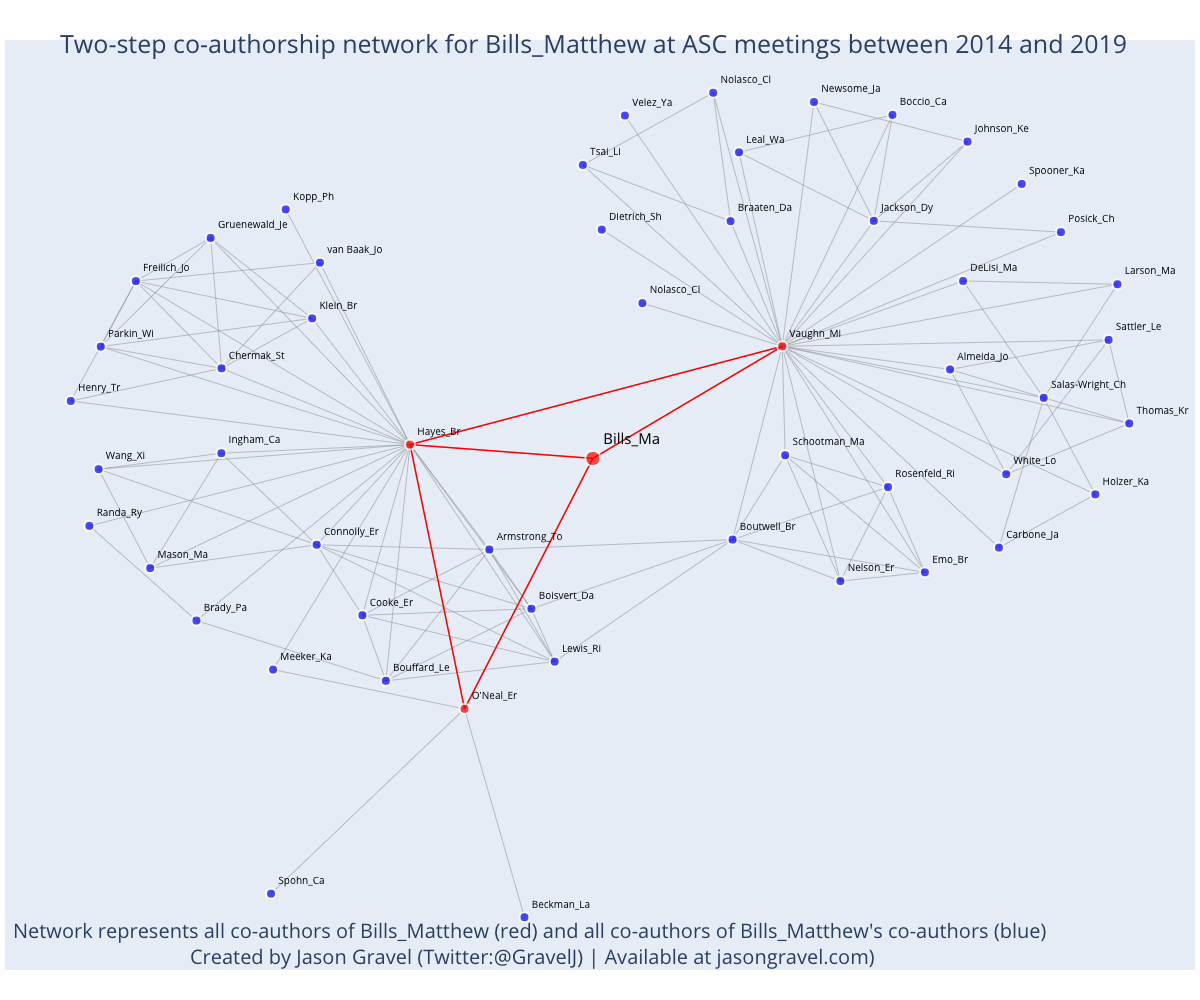 Two-step co-authorship network for Bills_Matthew at ASC meetings between 2014 and 2019
Nolasco_Cl
Newsome_Ja
Velez_Ya
Boccio_Ca
Johnson_Ke
Leal_Wa
Tsai_Li
Spooner_Ka
Kopp_Ph
Braaten_Da
Jackson_Dy
Dietrich_Sh
Posick_Ch
Gruenewald_Je
van Baak_Jo
Freilich_Jo
DeLisi_Ma
Larson_Ma
Nolasco_Cl
Klein_Br
Parkin_Wi
Vaughn_Mi
Sattler_Le
Chermak_St
Almeida_Jo
Henry_Tr
Salas-Wright_Ch
Thomas_Kr
Hayes_Br
Bills_Ma
Ingham_Ca
Schootman_Ma
Wang_Xi
White_Lo
Rosenfeld_Ri
Holzer_Ka
Randa_Ry
Boutwell_Br
Connolly_Er
Armstrong_To
Carbone_Ja
Mason_Ma
Emo_Br
Nelson_Er
Boisvert_Da
Cooke_Er
Brady_Pa
Lewis_Ri
Meeker_Ka
Bouffard_Le
O'Neal_Er
Spohn_Ca
Beckman_La
Network represents all co-authors of Bills_Matthew (red) and all co-authors of Bills_Matthew's co-authors (blue)
Created by Jason Gravel (Twitter:@GravelJ) | Available at jasongravel.com)